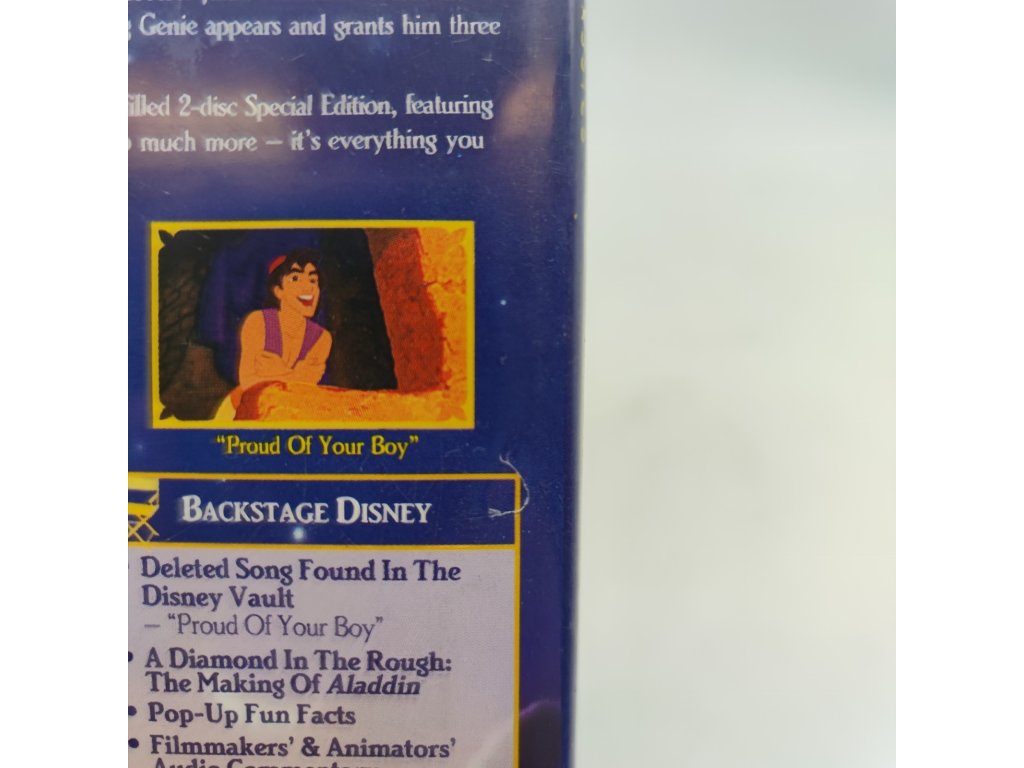 Genie appears and grants him three
2-disc Special Edition, featuring
much more – it's everything you
"Proud Of Your Boy"
BACKSTAGE DISNEY
Deleted Song Found In The
Disney Vault
– "Proud Of Your Boy"
• A Diamond In The Rough:
The Making Of Aladdin
• Pop-Up Fun Facts
• Filmmakers' & Animators'
Audio Commentary